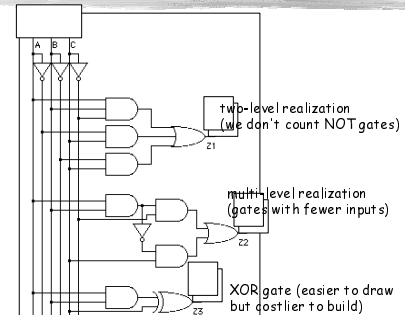 A B C
two-level realization
(we don't count NOT gates)
Z1
multi-level realization
(gates with fewer inputs)
Z2
XOR gate (easier to draw
but costlier to build)
Z3